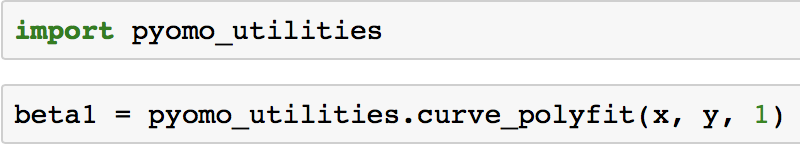 import pyomo_utilities
beta1 = pyomo_utilities.curve_polyfit(x, y, 1)